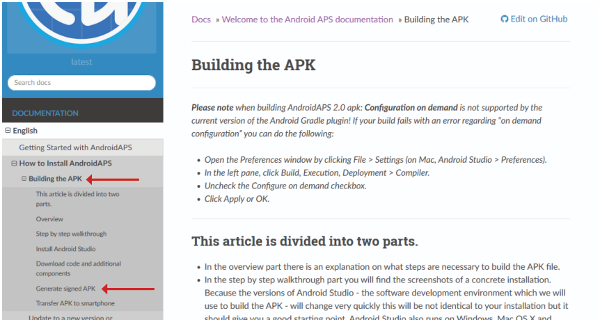 latest
Search docs
DOCUMENTATION
English
Getting Started with AndroidAPS
How to Install AndroidAPS
Building the APK
This article is divided into two
parts.
Overview
Step by step walkthrough
Install Android Studio
Download code and additional
components
Generate signed APK
Transfer APK to smartphone
Update to a new version or
Docs » Welcome to the Android APS documentation » Building the APK
Edit on GitHub
Building the APK
Please note when building AndroidAPS 2.0 apk: Configuration on demand is not supported by the
current version of the Android Gradle plugin! If your build fails with an error regarding "on demand
configuration" you can do the following:
• Open the Preferences window by clicking File > Settings (on Mac, Android Studio > Preferences).
• In the left pane, click Build, Execution, Deployment > Compiler.
• Uncheck the Configure on demand checkbox.
• Click Apply or OK.
This article is divided into two parts.
• In the overview part there is an explanation on what steps are necessary to build the APK file.
• In the step by step walkthrough part you will find the screenshots of a concrete installation.
Because the versions of Android Studio - the software development environment which we will
use to build the APK - will change very quickly this will be not identical to your installation but it
should give you a good starting point. Android Studio also runs on Windows, Mac OS X and